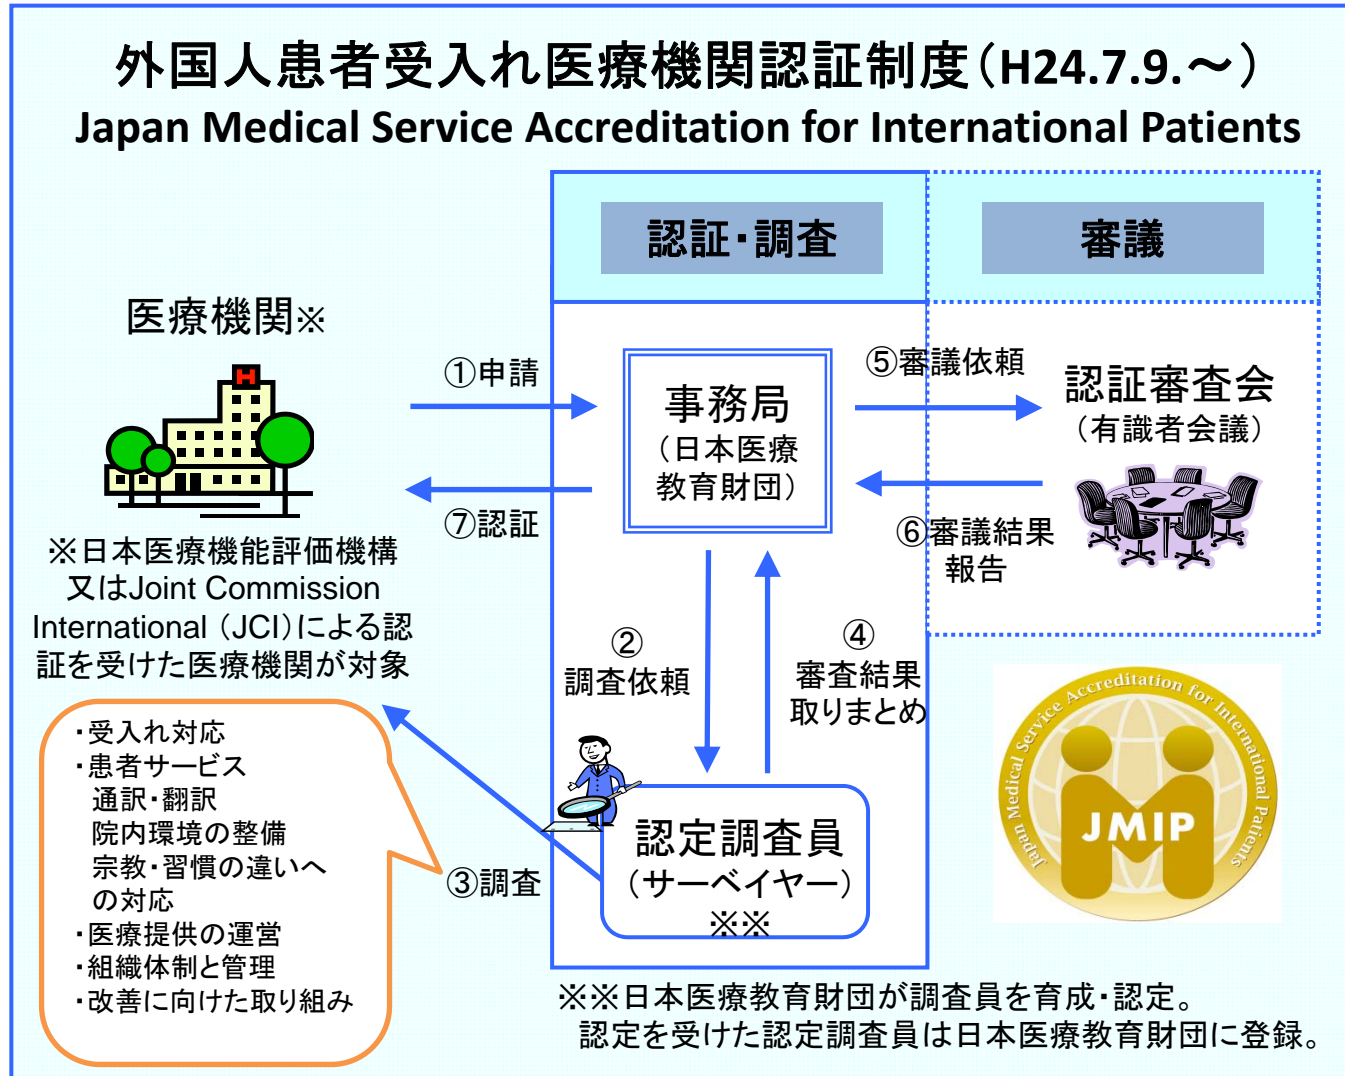 外国人患者受入れ医療機関認証制度（H24.7.9.～）
Japan Medical Service Accreditation for International Patients
認証・調査
審議
医療機関※
H
①申請
⑦認証
事務局
（日本医療
教育財団）
⑤審議依頼
⑥審議結果
報告
認証審査会
（有識者会議）
※日本医療機能評価機構
又はJoint Commission
International （JCI）による認
証を受けた医療機関が対象
②
調査依頼
④
審査結果
取りまとめ
・受入れ対応
・患者サービス
通訳・翻訳
院内環境の整備
宗教・習慣の違いへ
の対応
・医療提供の運営
・組織体制と管理
・改善に向けた取り組み
③調査
認定調査員
（サーベイヤー）
※※
Japan Medical Service Accreditation for International Patients
JMIP
※※日本医療教育財団が調査員を育成・認定。
認定を受けた認定調査員は日本医療教育財団に登録。